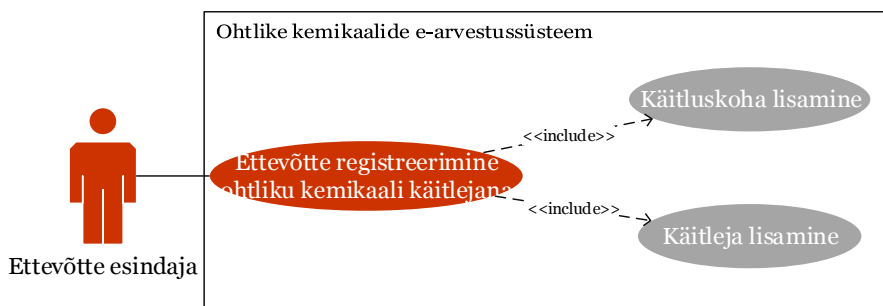 Ohtlike kemikaalide e-arvestussüsteem
Käitluskoha lisamine
<<include>>
Ettevõtte registreerimine
ohtliku kemikaali käitlejana
<<include>>
Käitleja lisamine
Ettevõtte esindaja